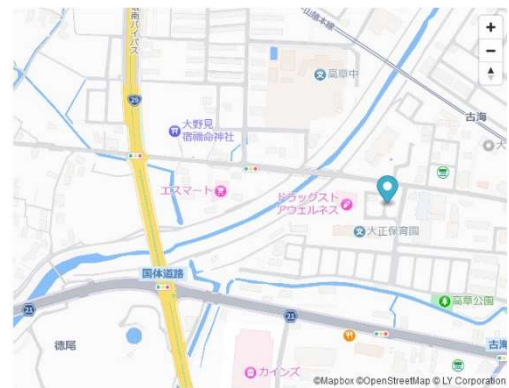 南バイパス
山陰本線
+
−
29
高草中
古海
大野見
宿禰命神社
大
エスマート
ドラッグスト
アウェルネス
大正保育園
国体道路
21
21
高草公園
徳尾
古海
カインズ
©Mapbox ©OpenStreetMap © LY Corporation